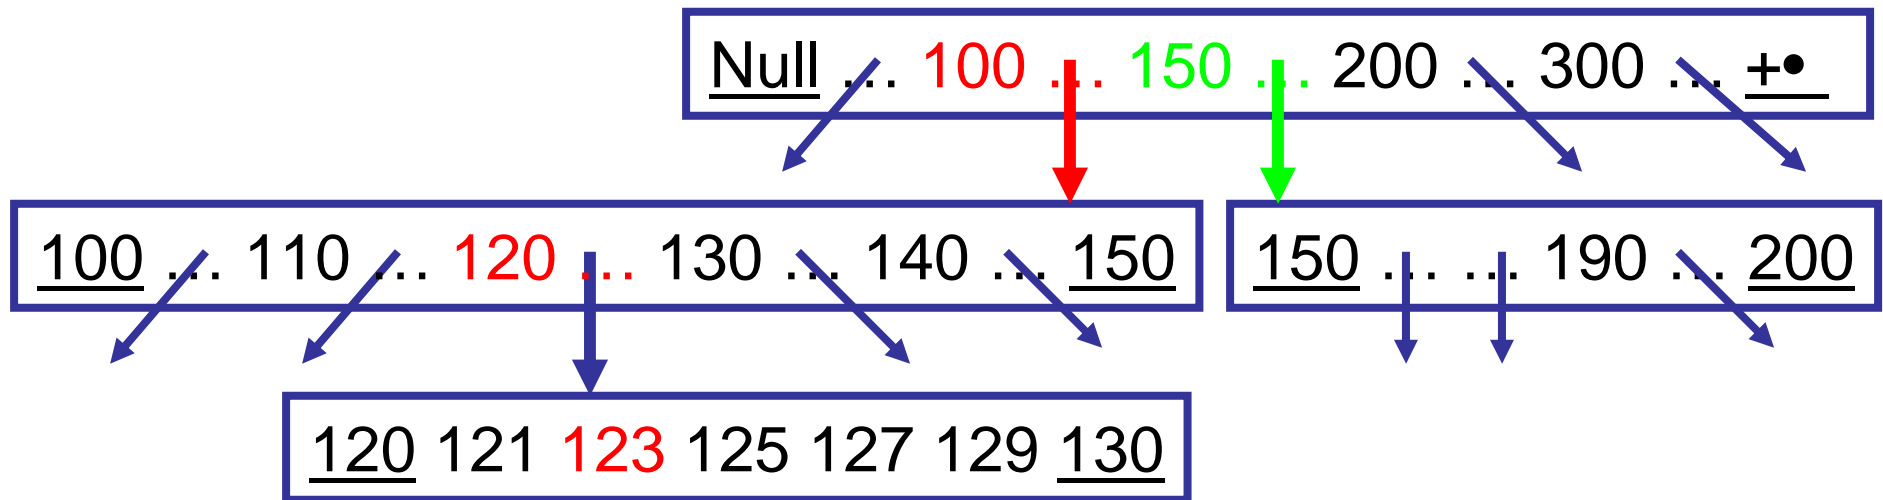 Null … 100 … 150 … 200 … 300 … +•
100 … 110 … 120 … 130 … 140 … 150
150 … … 190 … 200
120 121 123 125 127 129 130